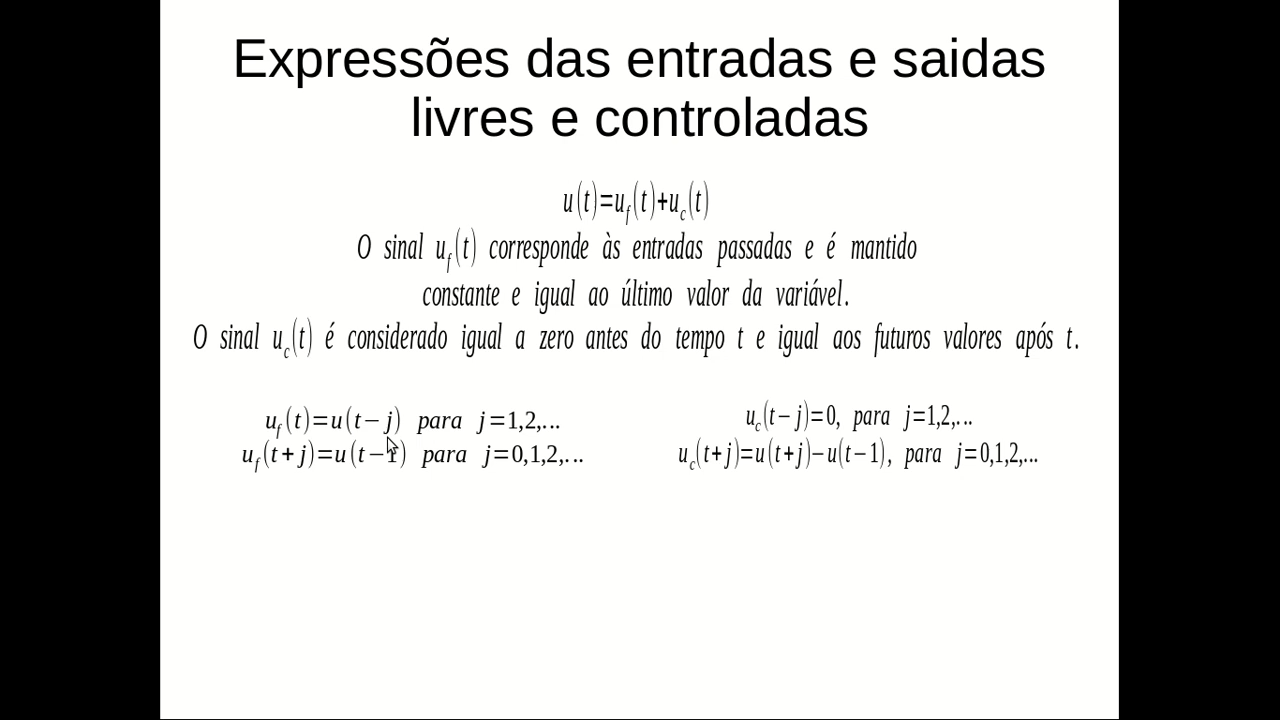 Expressões das entradas e saidas
livres e controladas
u(t)=u_f(t)+u_c(t)
O sinal u_f(t) corresponde às entradas passadas e é mantido
constante e igual ao último valor da variável.
O sinal u_c(t) é considerado igual a zero antes do tempo t e igual aos futuros valores após t.
u_f(t)=u(t−j) para j=1,2,...
u_f(t+j)=u(t−1) para j=0,1,2,...
u_c(t−j)=0, para j=1,2,...
u_c(t+j)=u(t+j)−u(t−1), para j=0,1,2,...